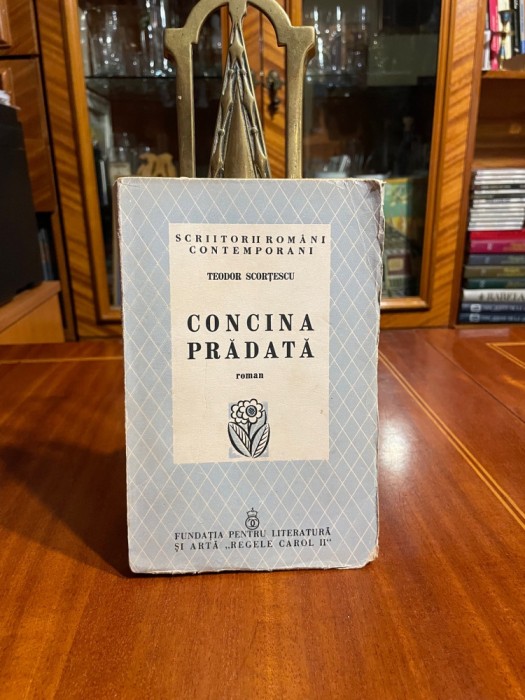 SCRIITORII ROMÂNI
CONTEMPORANI
TEODOR SCORȚESCU
CONCINA
PRĂDATĂ
roman
FUNDAȚIA PENTRU LITERATURĂ
ȘI ARTĂ „REGELE CAROL II"